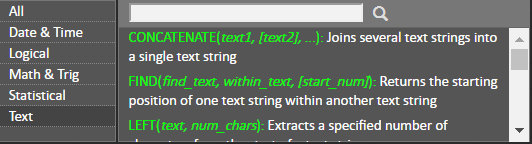 All
Date & Time
Logical
Math & Trig
Statistical
Text
CONCATENATE(text1, [text2], ...): Joins several text strings into
a single text string
FIND(find_text, within_text, [start_num]): Returns the starting
position of one text string within another text string
LEFT(text, num_chars): Extracts a specified number of